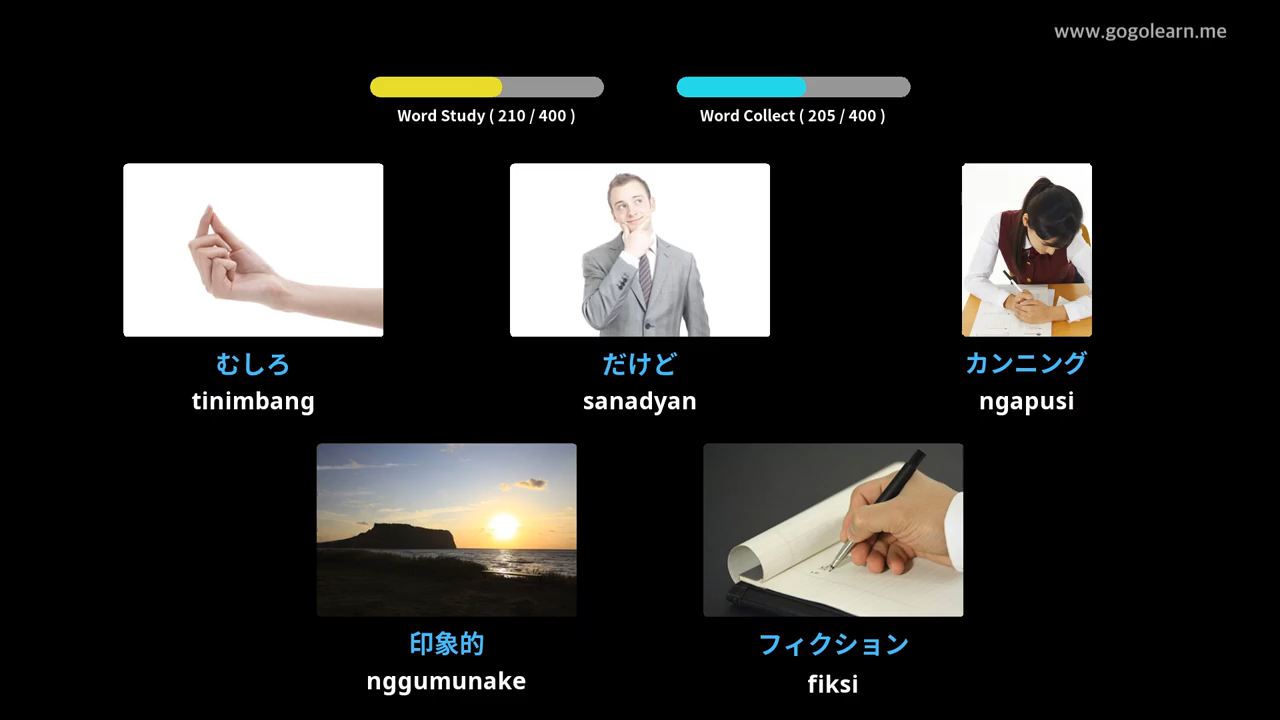 www.gogolearn.me
Word Study ( 210 / 400 )
Word Collect ( 205 / 400 )
むしろ
tinimbang
だけど
sanadyan
カンニング
ngapusi
印象的
nggumunake
フィクション
fiksi